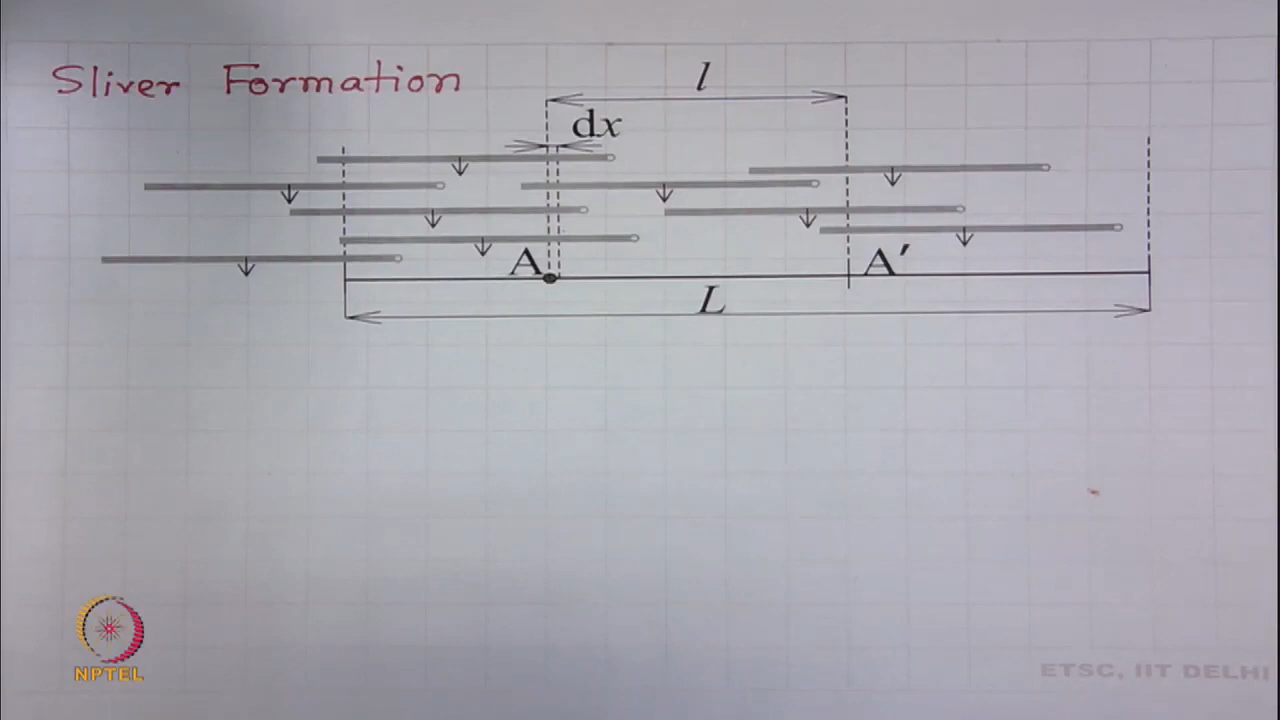 Sliver Formation
l
dx
A
A′
L
NPTEL
ETSC, IIT DELHI